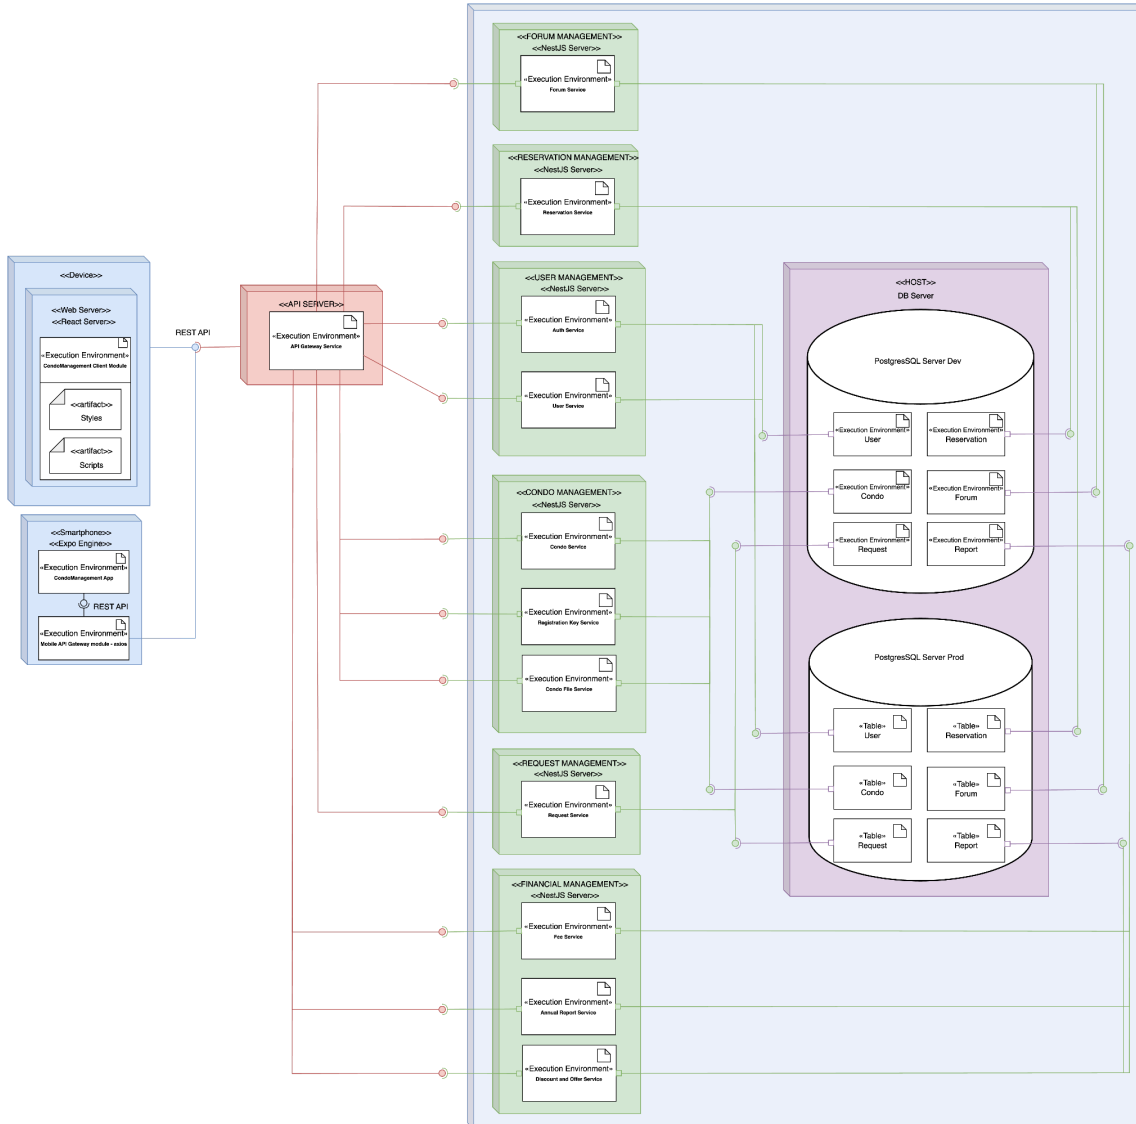 <<Device>>
<<Web Server>>
<<React Server>>
«Execution Environment»
CondoManagement Client Module
<<artifact>>
Styles
<<artifact>>
Scripts
<<Smartphone>>
<<Expo Engine>>
«Execution Environment»
CondoManagement App
REST API
«Execution Environment»
Mobile API Gateway module - axios
REST API
<<API SERVER>>
«Execution Environment»
API Gateway Service
<<FORUM MANAGEMENT>>
<<NestJS Server>>
«Execution Environment»
Forum Service
<<RESERVATION MANAGEMENT>>
<<NestJS Server>>
«Execution Environment»
Reservation Service
<<USER MANAGEMENT>>
<<NestJS Server>>
«Execution Environment»
Auth Service
«Execution Environment»
User Service
<<CONDO MANAGEMENT>>
<<NestJS Server>>
«Execution Environment»
Condo Service
«Execution Environment»
Registration Key Service
«Execution Environment»
Condo File Service
<<REQUEST MANAGEMENT>>
<<NestJS Server>>
«Execution Environment»
Request Service
<<FINANCIAL MANAGEMENT>>
<<NestJS Server>>
«Execution Environment»
Fee Service
«Execution Environment»
Annual Report Service
«Execution Environment»
Discount and Offer Service
<<HOST>>
DB Server
PostgresSQL Server Dev
«Execution Environment»
User
«Execution Environment»
Reservation
«Execution Environment»
Condo
«Execution Environment»
Forum
«Execution Environment»
Request
«Execution Environment»
Report
PostgresSQL Server Prod
«Table»
User
«Table»
Reservation
«Table»
Condo
«Table»
Forum
«Table»
Request
«Table»
Report